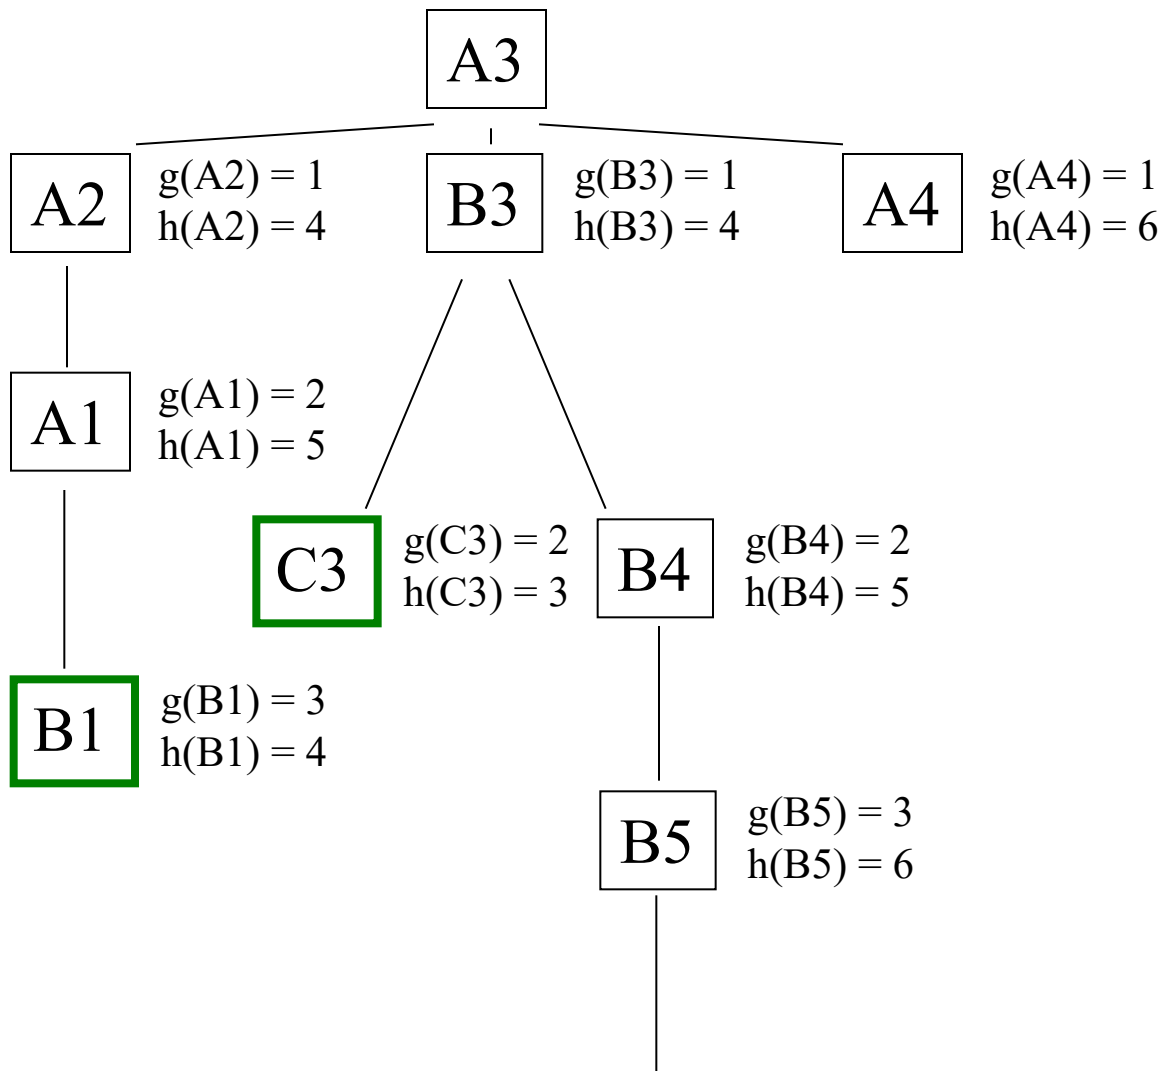 A3
A2
g(A2) = 1
h(A2) = 4
B3
g(B3) = 1
h(B3) = 4
A4
g(A4) = 1
h(A4) = 6
A1
g(A1) = 2
h(A1) = 5
C3
g(C3) = 2
h(C3) = 3
B4
g(B4) = 2
h(B4) = 5
B1
g(B1) = 3
h(B1) = 4
B5
g(B5) = 3
h(B5) = 6